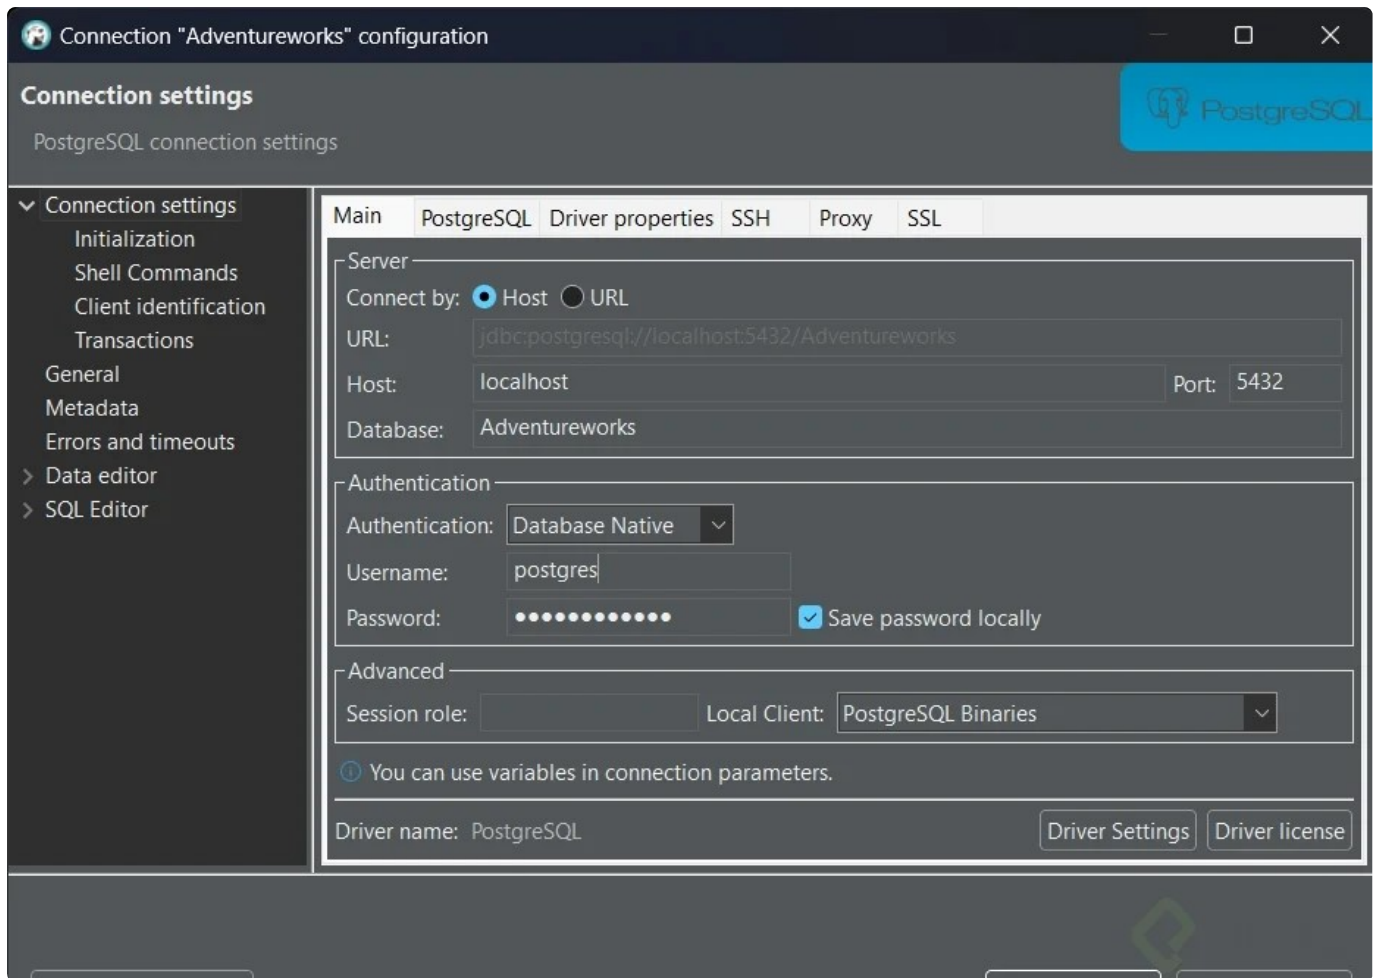 Connection "Adventureworks" configuration
Connection settings
PostgreSQL connection settings
PostgreSQL
Connection settings
Initialization
Shell Commands
Client identification
Transactions
General
Metadata
Errors and timeouts
Data editor
SQL Editor
Main PostgreSQL Driver properties SSH Proxy SSL
Server
Connect by: Host URL
URL: jdbc:postgresql://localhost:5432/Adventureworks
Host: localhost Port: 5432
Database: Adventureworks
Authentication
Authentication: Database Native
Username: postgres
Password: •••••••••••• Save password locally
Advanced
Session role: Local Client: PostgreSQL Binaries
You can use variables in connection parameters.
Driver name: PostgreSQL Driver Settings Driver license